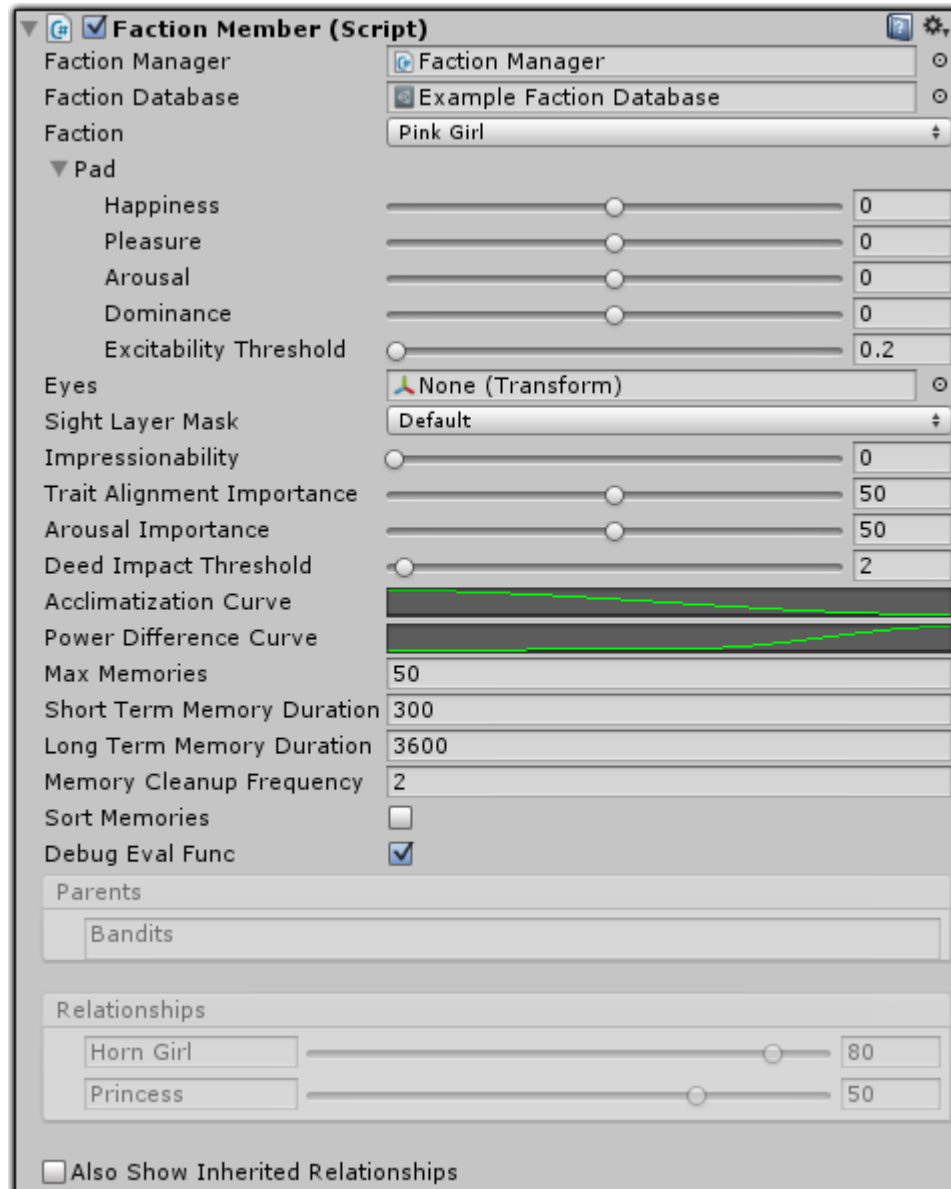 Faction Member (Script)
Faction Manager Faction Manager
Faction Database Example Faction Database
Faction Pink Girl
Pad
Happiness 0
Pleasure 0
Arousal 0
Dominance 0
Excitability Threshold 0.2
Eyes None (Transform)
Sight Layer Mask Default
Impressionability 0
Trait Alignment Importance 50
Arousal Importance 50
Deed Impact Threshold 2
Acclimatization Curve
Power Difference Curve
Max Memories 50
Short Term Memory Duration 300
Long Term Memory Duration 3600
Memory Cleanup Frequency 2
Sort Memories
Debug Eval Func
Parents
Bandits
Relationships
Horn Girl 80
Princess 50
Also Show Inherited Relationships